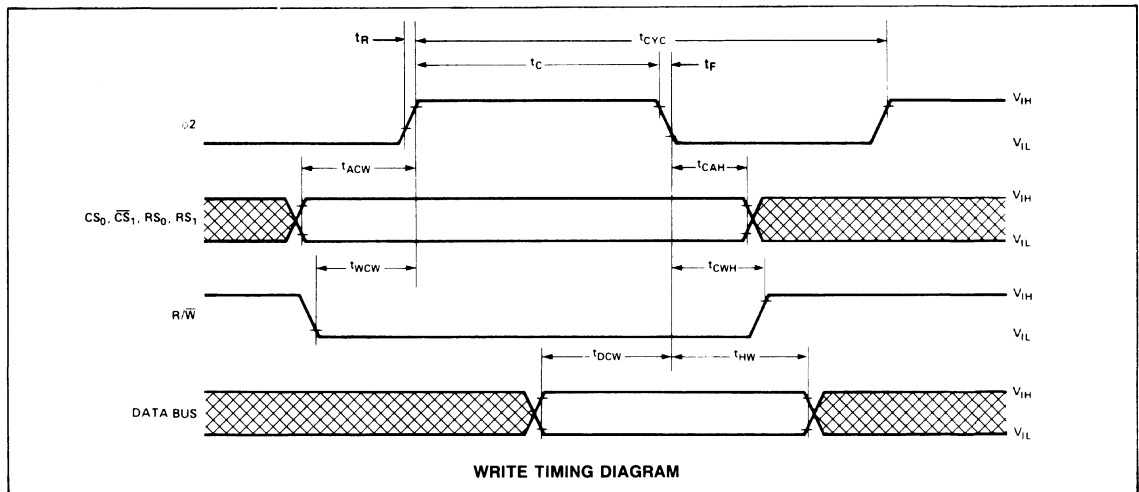 tR
tCYC
tC
tF
φ2
VIH
VIL
tACW
tCAH
CS0, C̅S̅1, RS0, RS1
VIH
VIL
tWCW
tCWH
R/W̅
VIH
VIL
tDCW
tHW
DATA BUS
VIH
VIL
WRITE TIMING DIAGRAM